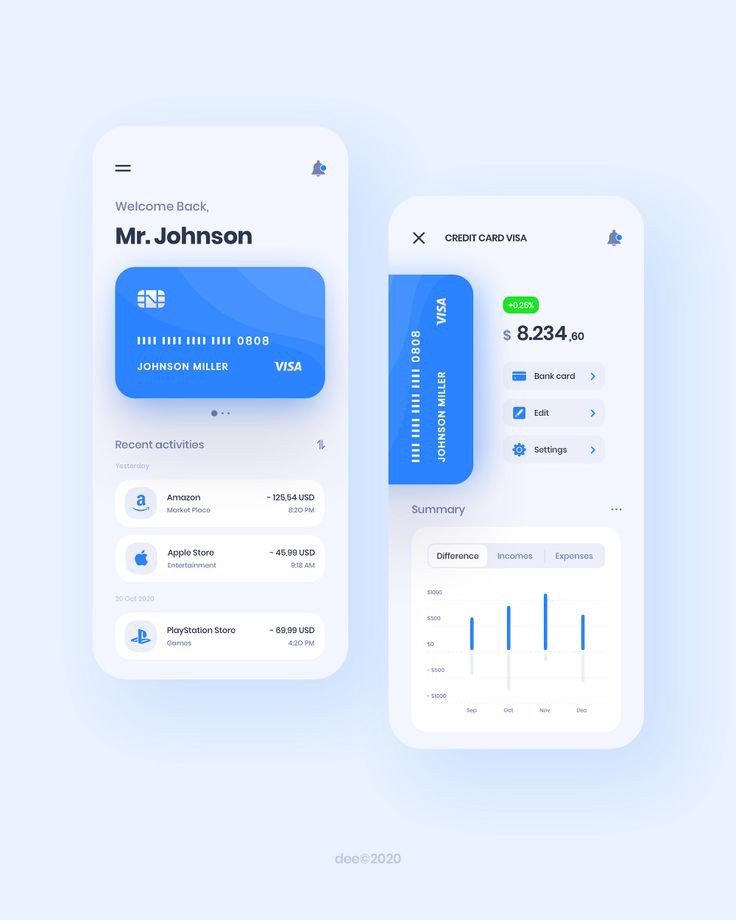 Welcome Back,
Mr. Johnson
0808
JOHNSON MILLER VISA
Recent activities
Yesterday
Amazon - 125,54 USD
Market Place 8:20 PM
Apple Store - 45,99 USD
Entertainment 9:18 AM
20 Oct 2020
PlayStation Store - 69,99 USD
Games 4:20 PM
CREDIT CARD VISA
0808
JOHNSON MILLER VISA
+0,25%
$ 8.234,60
Bank card
Edit
Settings
Summary
Difference Incomes Expenses
$1000
$500
$0
- $500
- $1000
Sep Oct Nov Dec
dee©2020